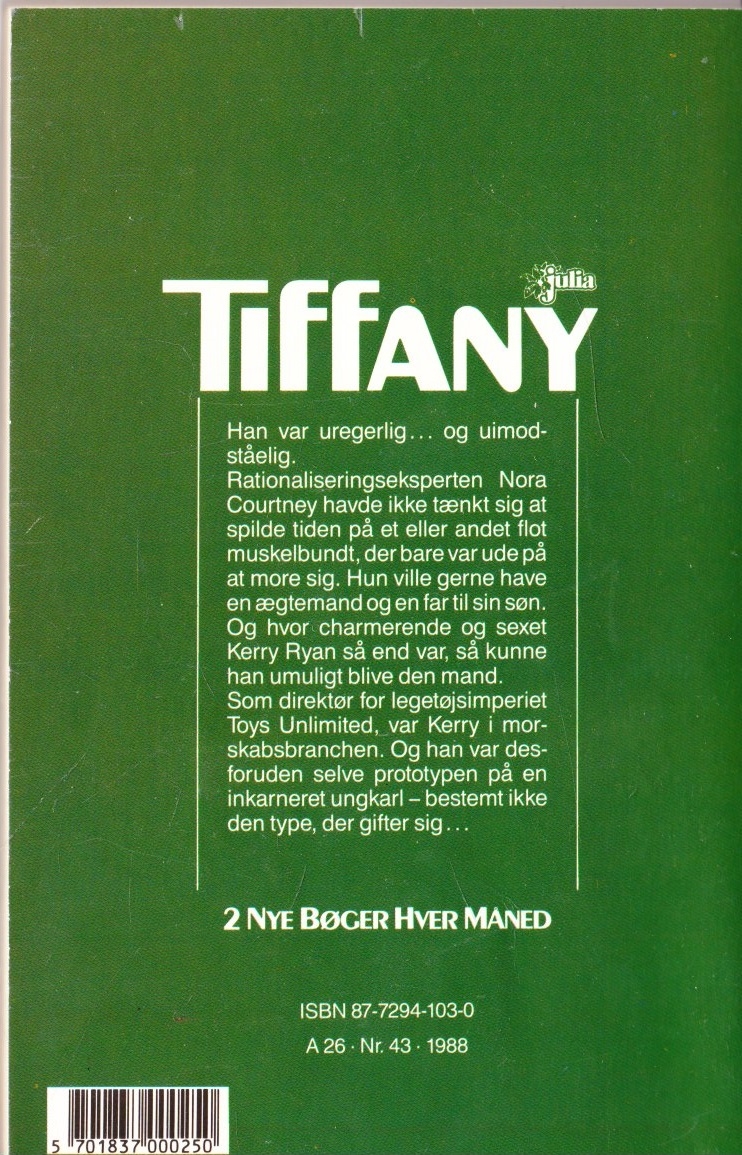 julia
TIFFANY
Han var uregerlig... og uimod-
ståelig.
Rationaliseringseksperten Nora
Courtney havde ikke tænkt sig at
spilde tiden på et eller andet flot
muskelbundt, der bare var ude på
at more sig. Hun ville gerne have
en ægtemand og en far til sin søn.
Og hvor charmerende og sexet
Kerry Ryan så end var, så kunne
han umuligt blive den mand.
Som direktør for legetøjsimperiet
Toys Unlimited, var Kerry i mor-
skabsbranchen. Og han var des-
foruden selve prototypen på en
inkarneret ungkarl – bestemt ikke
den type, der gifter sig...
2 NYE BØGER HVER MÅNED
ISBN 87-7294-103-0
A 26 · Nr. 43 · 1988
5 701837 000250